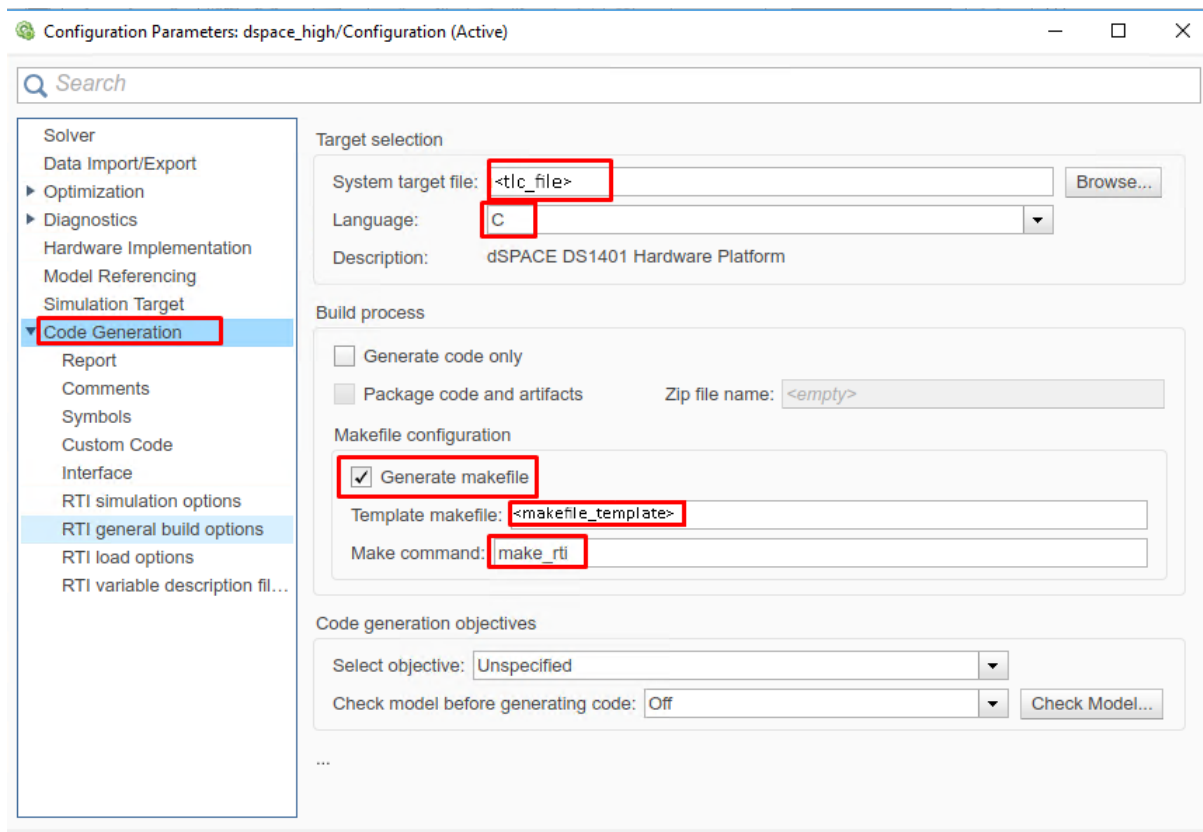 Configuration Parameters: dspace_high/Configuration (Active)
Search
Solver
Data Import/Export
Optimization
Diagnostics
Hardware Implementation
Model Referencing
Simulation Target
Code Generation
Report
Comments
Symbols
Custom Code
Interface
RTI simulation options
RTI general build options
RTI load options
RTI variable description fil...
Target selection
System target file: <tlc_file> Browse...
Language: C
Description: dSPACE DS1401 Hardware Platform
Build process
Generate code only
Package code and artifacts Zip file name: <empty>
Makefile configuration
Generate makefile
Template makefile: <makefile_template>
Make command: make_rti
Code generation objectives
Select objective: Unspecified
Check model before generating code: Off Check Model...
...